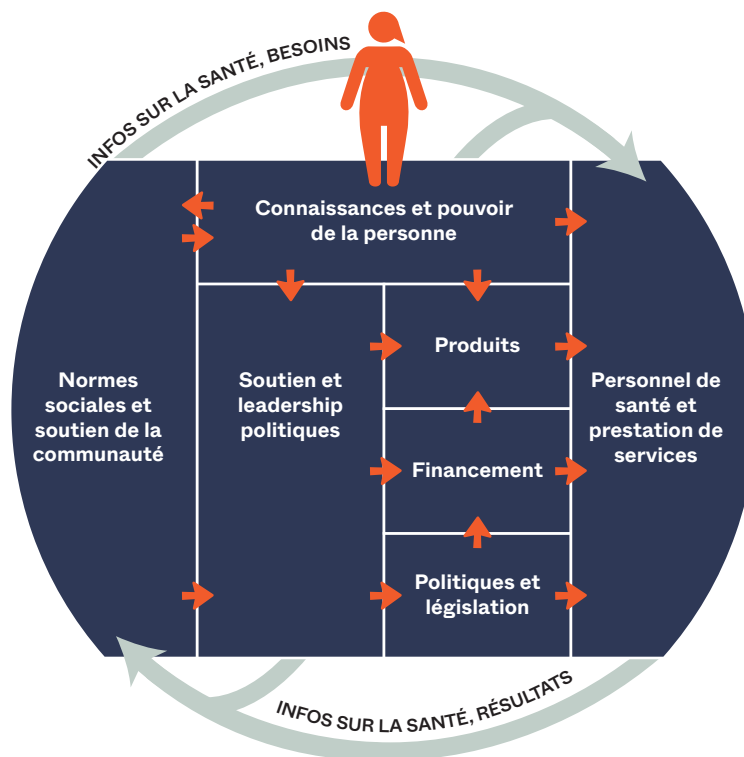 INFOS SUR LA SANTÉ, BESOINS
Connaissances et pouvoir
de la personne
Normes
sociales et
soutien de la
communauté
Soutien et
leadership
politiques
Produits
Financement
Politiques et
législation
Personnel de
santé et
prestation de
services
INFOS SUR LA SANTÉ, RÉSULTATS